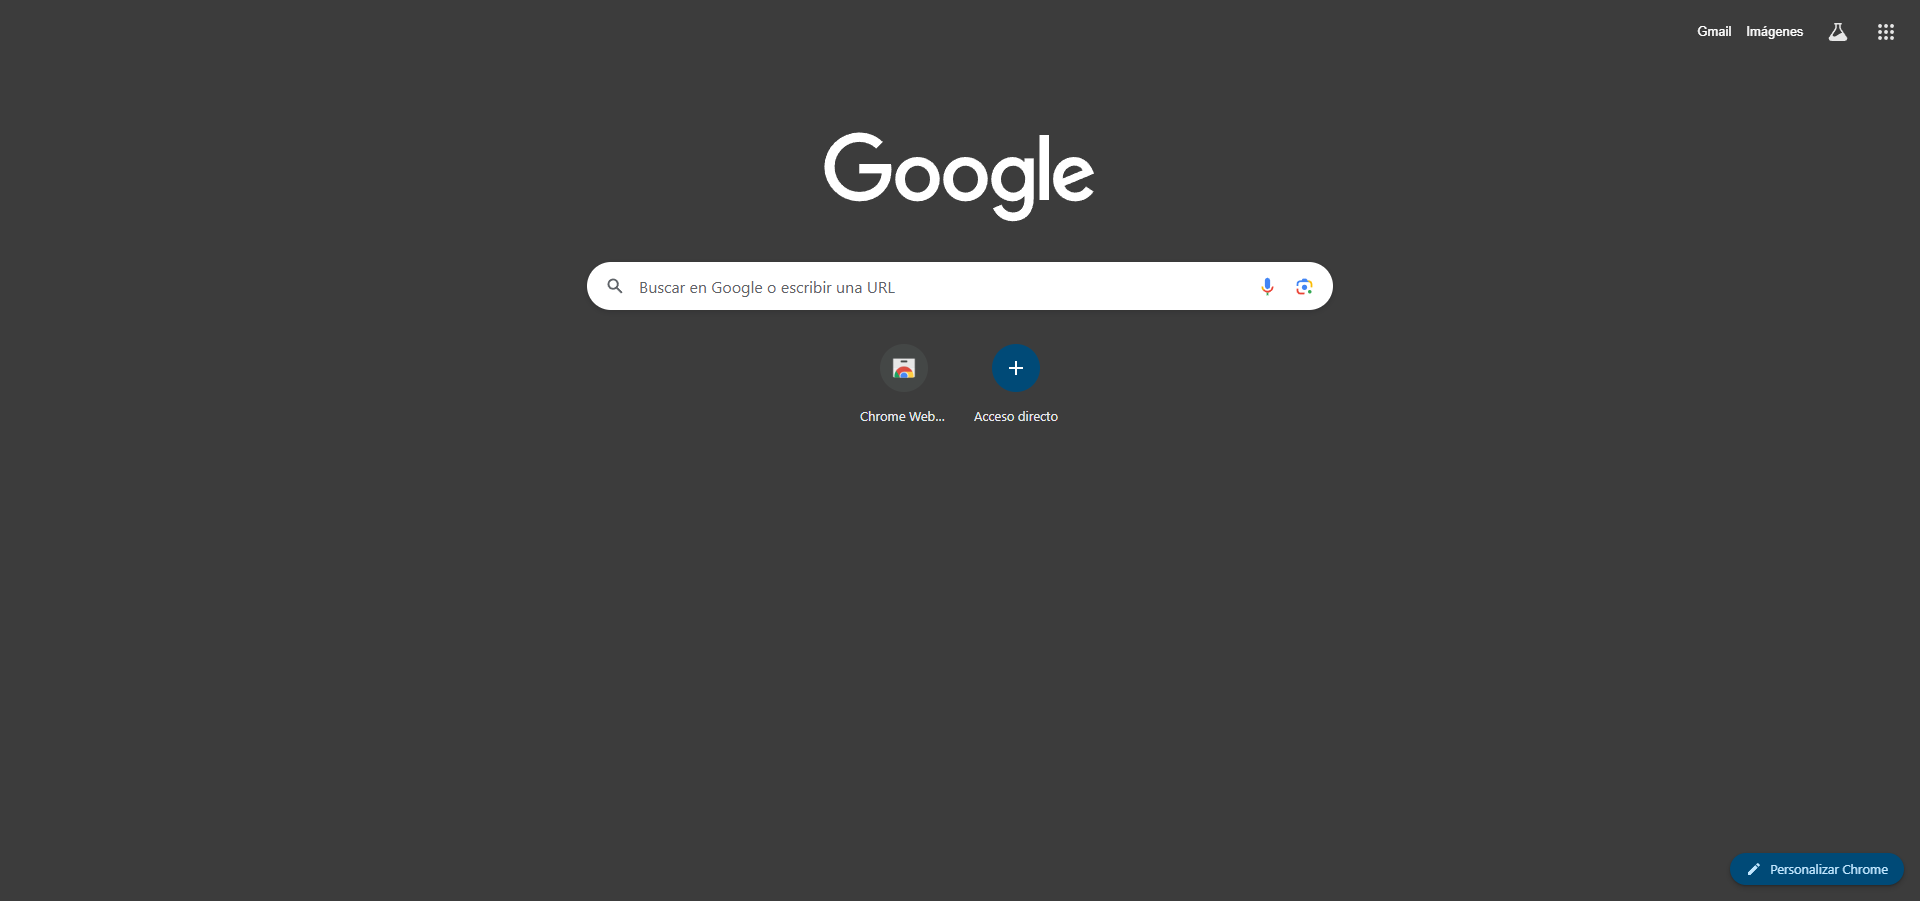 Gmail Imágenes
Google
Buscar en Google o escribir una URL
Chrome Web... Acceso directo
Personalizar Chrome